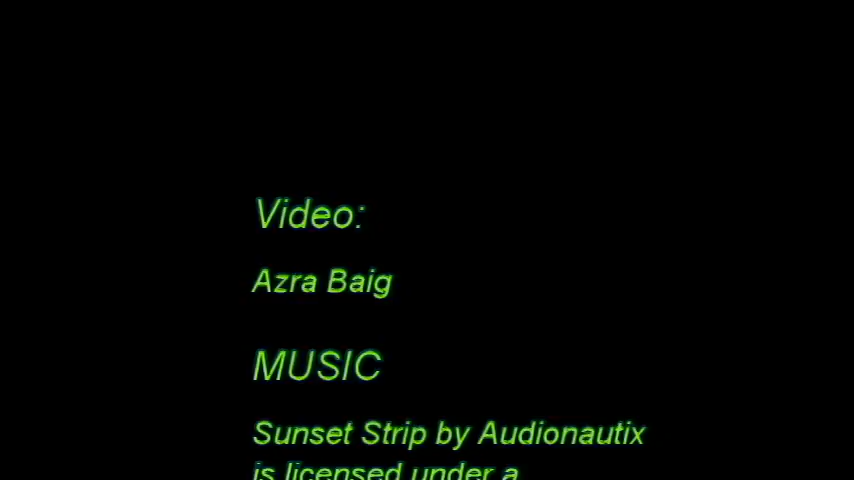 Video:
Azra Baig
MUSIC
Sunset Strip by Audionautix
is licensed under a